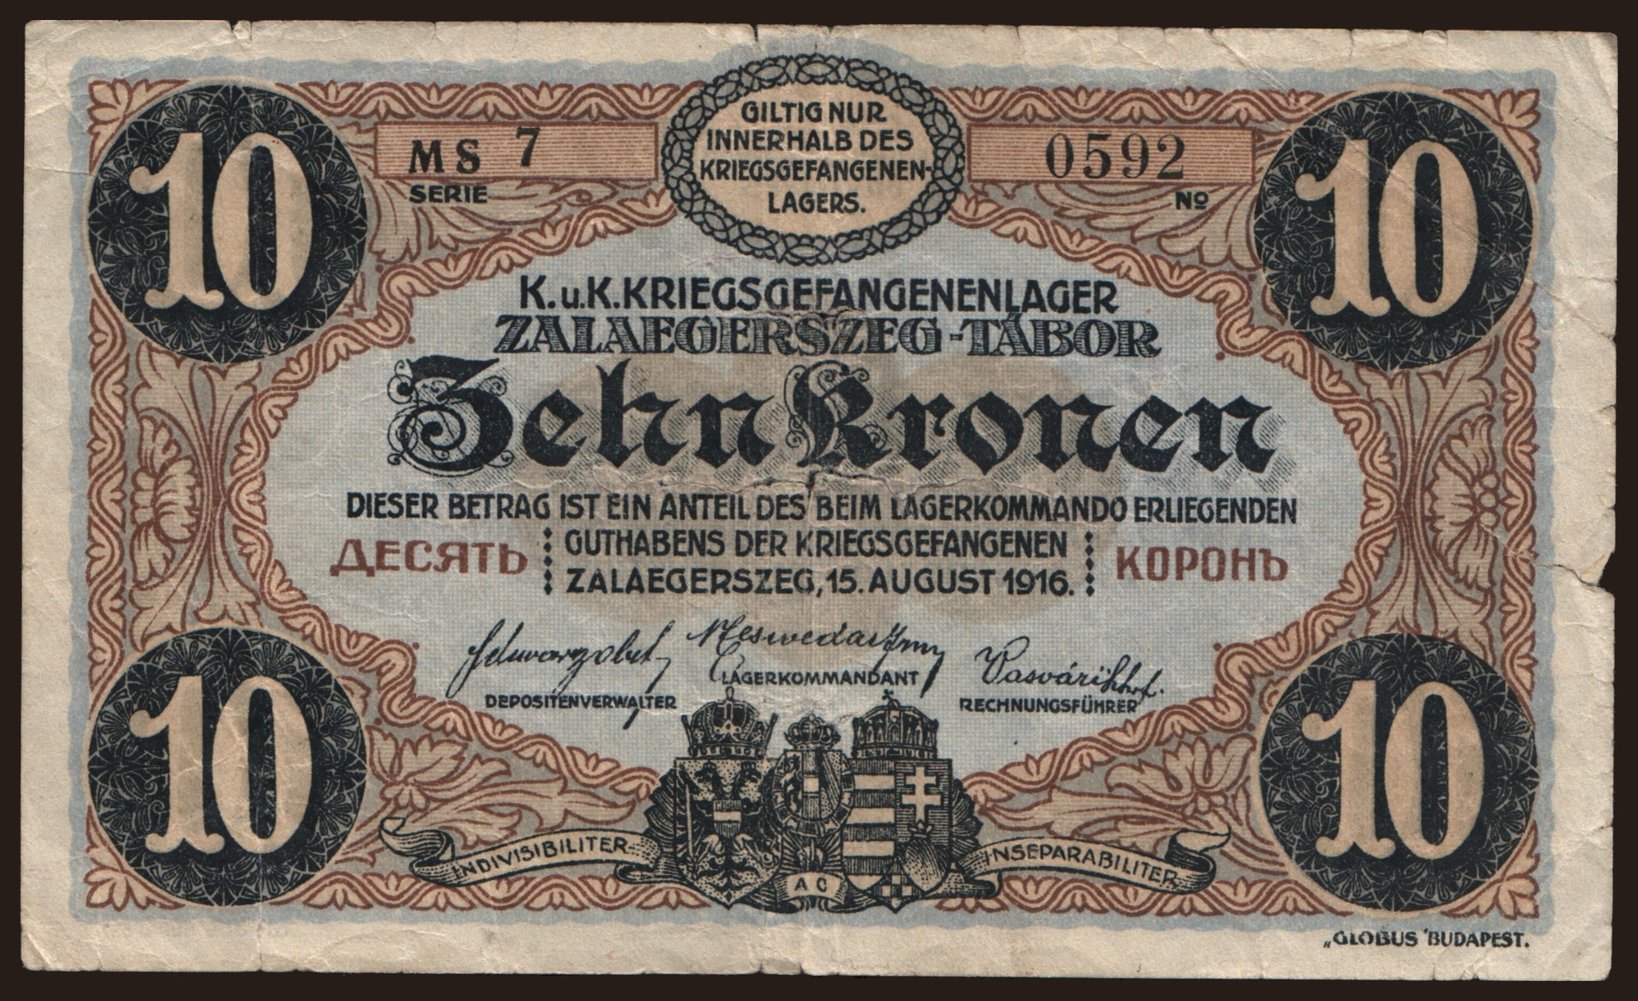 GILTIG NUR
INNERHALB DES
KRIEGSGEFANGENEN-
LAGERS.
10
MS 7
SERIE
0592
No
10
K.u.K.KRIEGSGEFANGENENLAGER
ZALAEGERSZEG-TÁBOR
Zehn Kronen
DIESER BETRAG IST EIN ANTEIL DES BEIM LAGERKOMMANDO ERLIEGENDEN
GUTHABENS DER KRIEGSGEFANGENEN
ДЕСЯТЬ КОРОНЪ
ZALAEGERSZEG, 15. AUGUST 1916.
LAGERKOMMANDANT
DEPOSITENVERWALTER
RECHNUNGSFÜHRER
10
10
INDIVISIBILITER
AC
INSEPARABILITER
„GLOBUS" BUDAPEST.